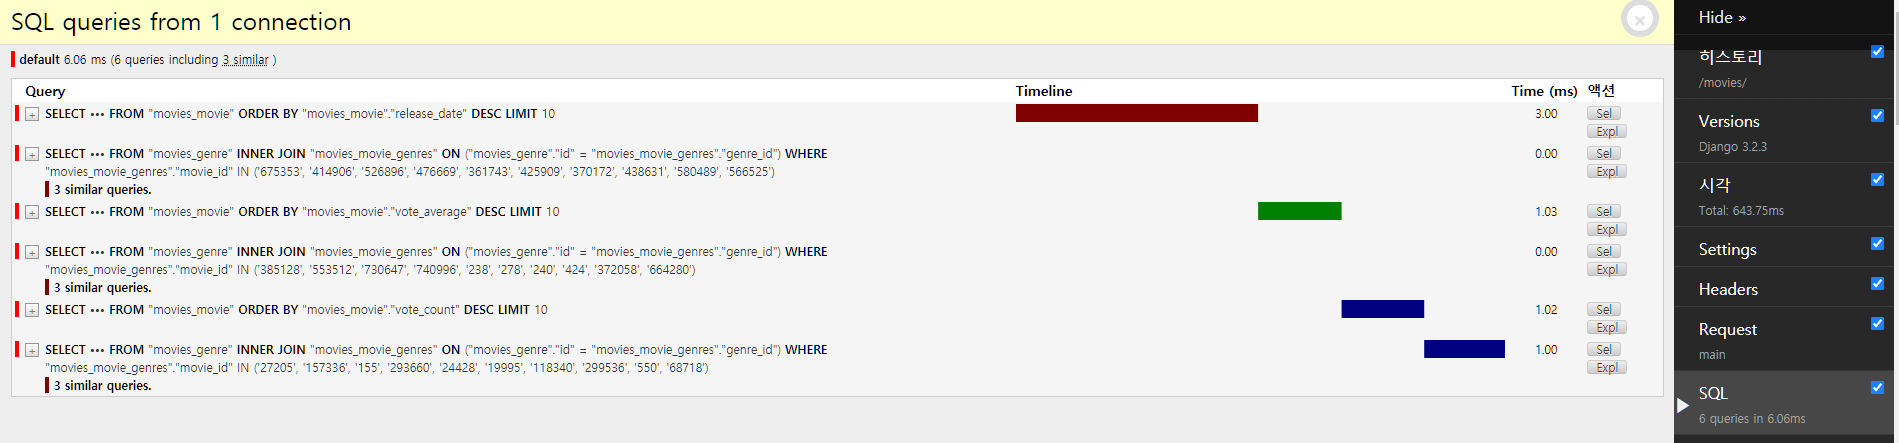 SQL queries from 1 connection
default 6.06 ms (6 queries including 3 similar )
Query Timeline Time (ms) 액션
SELECT ••• FROM "movies_movie" ORDER BY "movies_movie"."release_date" DESC LIMIT 10 3.00 Sel
Expl
SELECT ••• FROM "movies_genre" INNER JOIN "movies_movie_genres" ON ("movies_genre"."id" = "movies_movie_genres"."genre_id") WHERE 0.00 Sel
"movies_movie_genres"."movie_id" IN ('675353', '414906', '526896', '476669', '361743', '425909', '370172', '438631', '580489', '566525') Expl
3 similar queries.
SELECT ••• FROM "movies_movie" ORDER BY "movies_movie"."vote_average" DESC LIMIT 10 1.03 Sel
Expl
SELECT ••• FROM "movies_genre" INNER JOIN "movies_movie_genres" ON ("movies_genre"."id" = "movies_movie_genres"."genre_id") WHERE 0.00 Sel
"movies_movie_genres"."movie_id" IN ('385128', '553512', '730647', '740996', '238', '278', '240', '424', '372058', '664280') Expl
3 similar queries.
SELECT ••• FROM "movies_movie" ORDER BY "movies_movie"."vote_count" DESC LIMIT 10 1.02 Sel
Expl
SELECT ••• FROM "movies_genre" INNER JOIN "movies_movie_genres" ON ("movies_genre"."id" = "movies_movie_genres"."genre_id") WHERE 1.00 Sel
"movies_movie_genres"."movie_id" IN ('27205', '157336', '155', '293660', '24428', '19995', '118340', '299536', '550', '68718') Expl
3 similar queries.
Hide »
히스토리
/movies/
Versions
Django 3.2.3
시각
Total: 643.75ms
Settings
Headers
Request
main
SQL
6 queries in 6.06ms